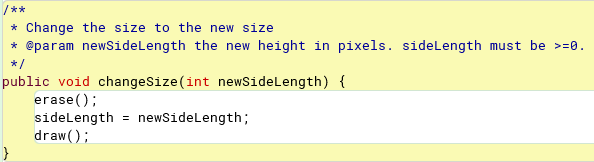 /**
 * Change the size to the new size
 * @param newSideLength the new height in pixels. sideLength must be >=0.
 */
public void changeSize(int newSideLength) {
    erase();
    sideLength = newSideLength;
    draw();
}